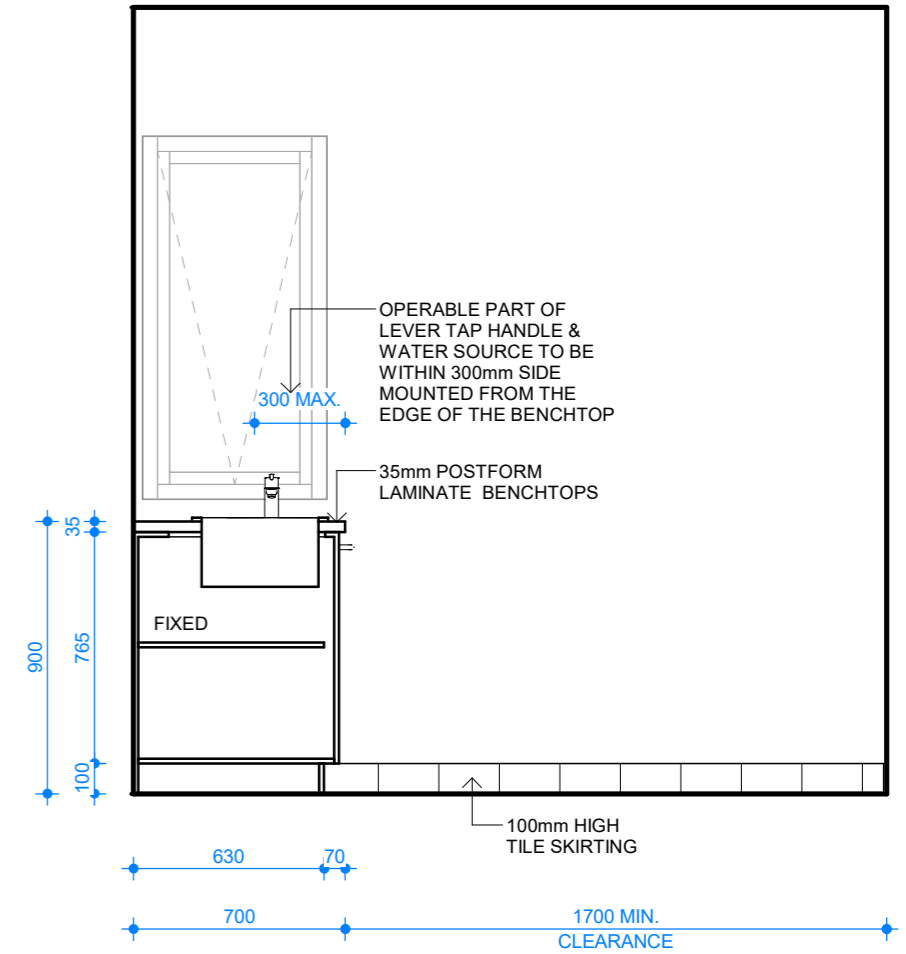 OPERABLE PART OF
LEVER TAP HANDLE &
WATER SOURCE TO BE
WITHIN 300mm SIDE
MOUNTED FROM THE
EDGE OF THE BENCHTOP
300 MAX.
35mm POSTFORM
LAMINATE BENCHTOPS
35
FIXED
765
900
100
100mm HIGH
TILE SKIRTING
630
70
700
1700 MIN.
CLEARANCE